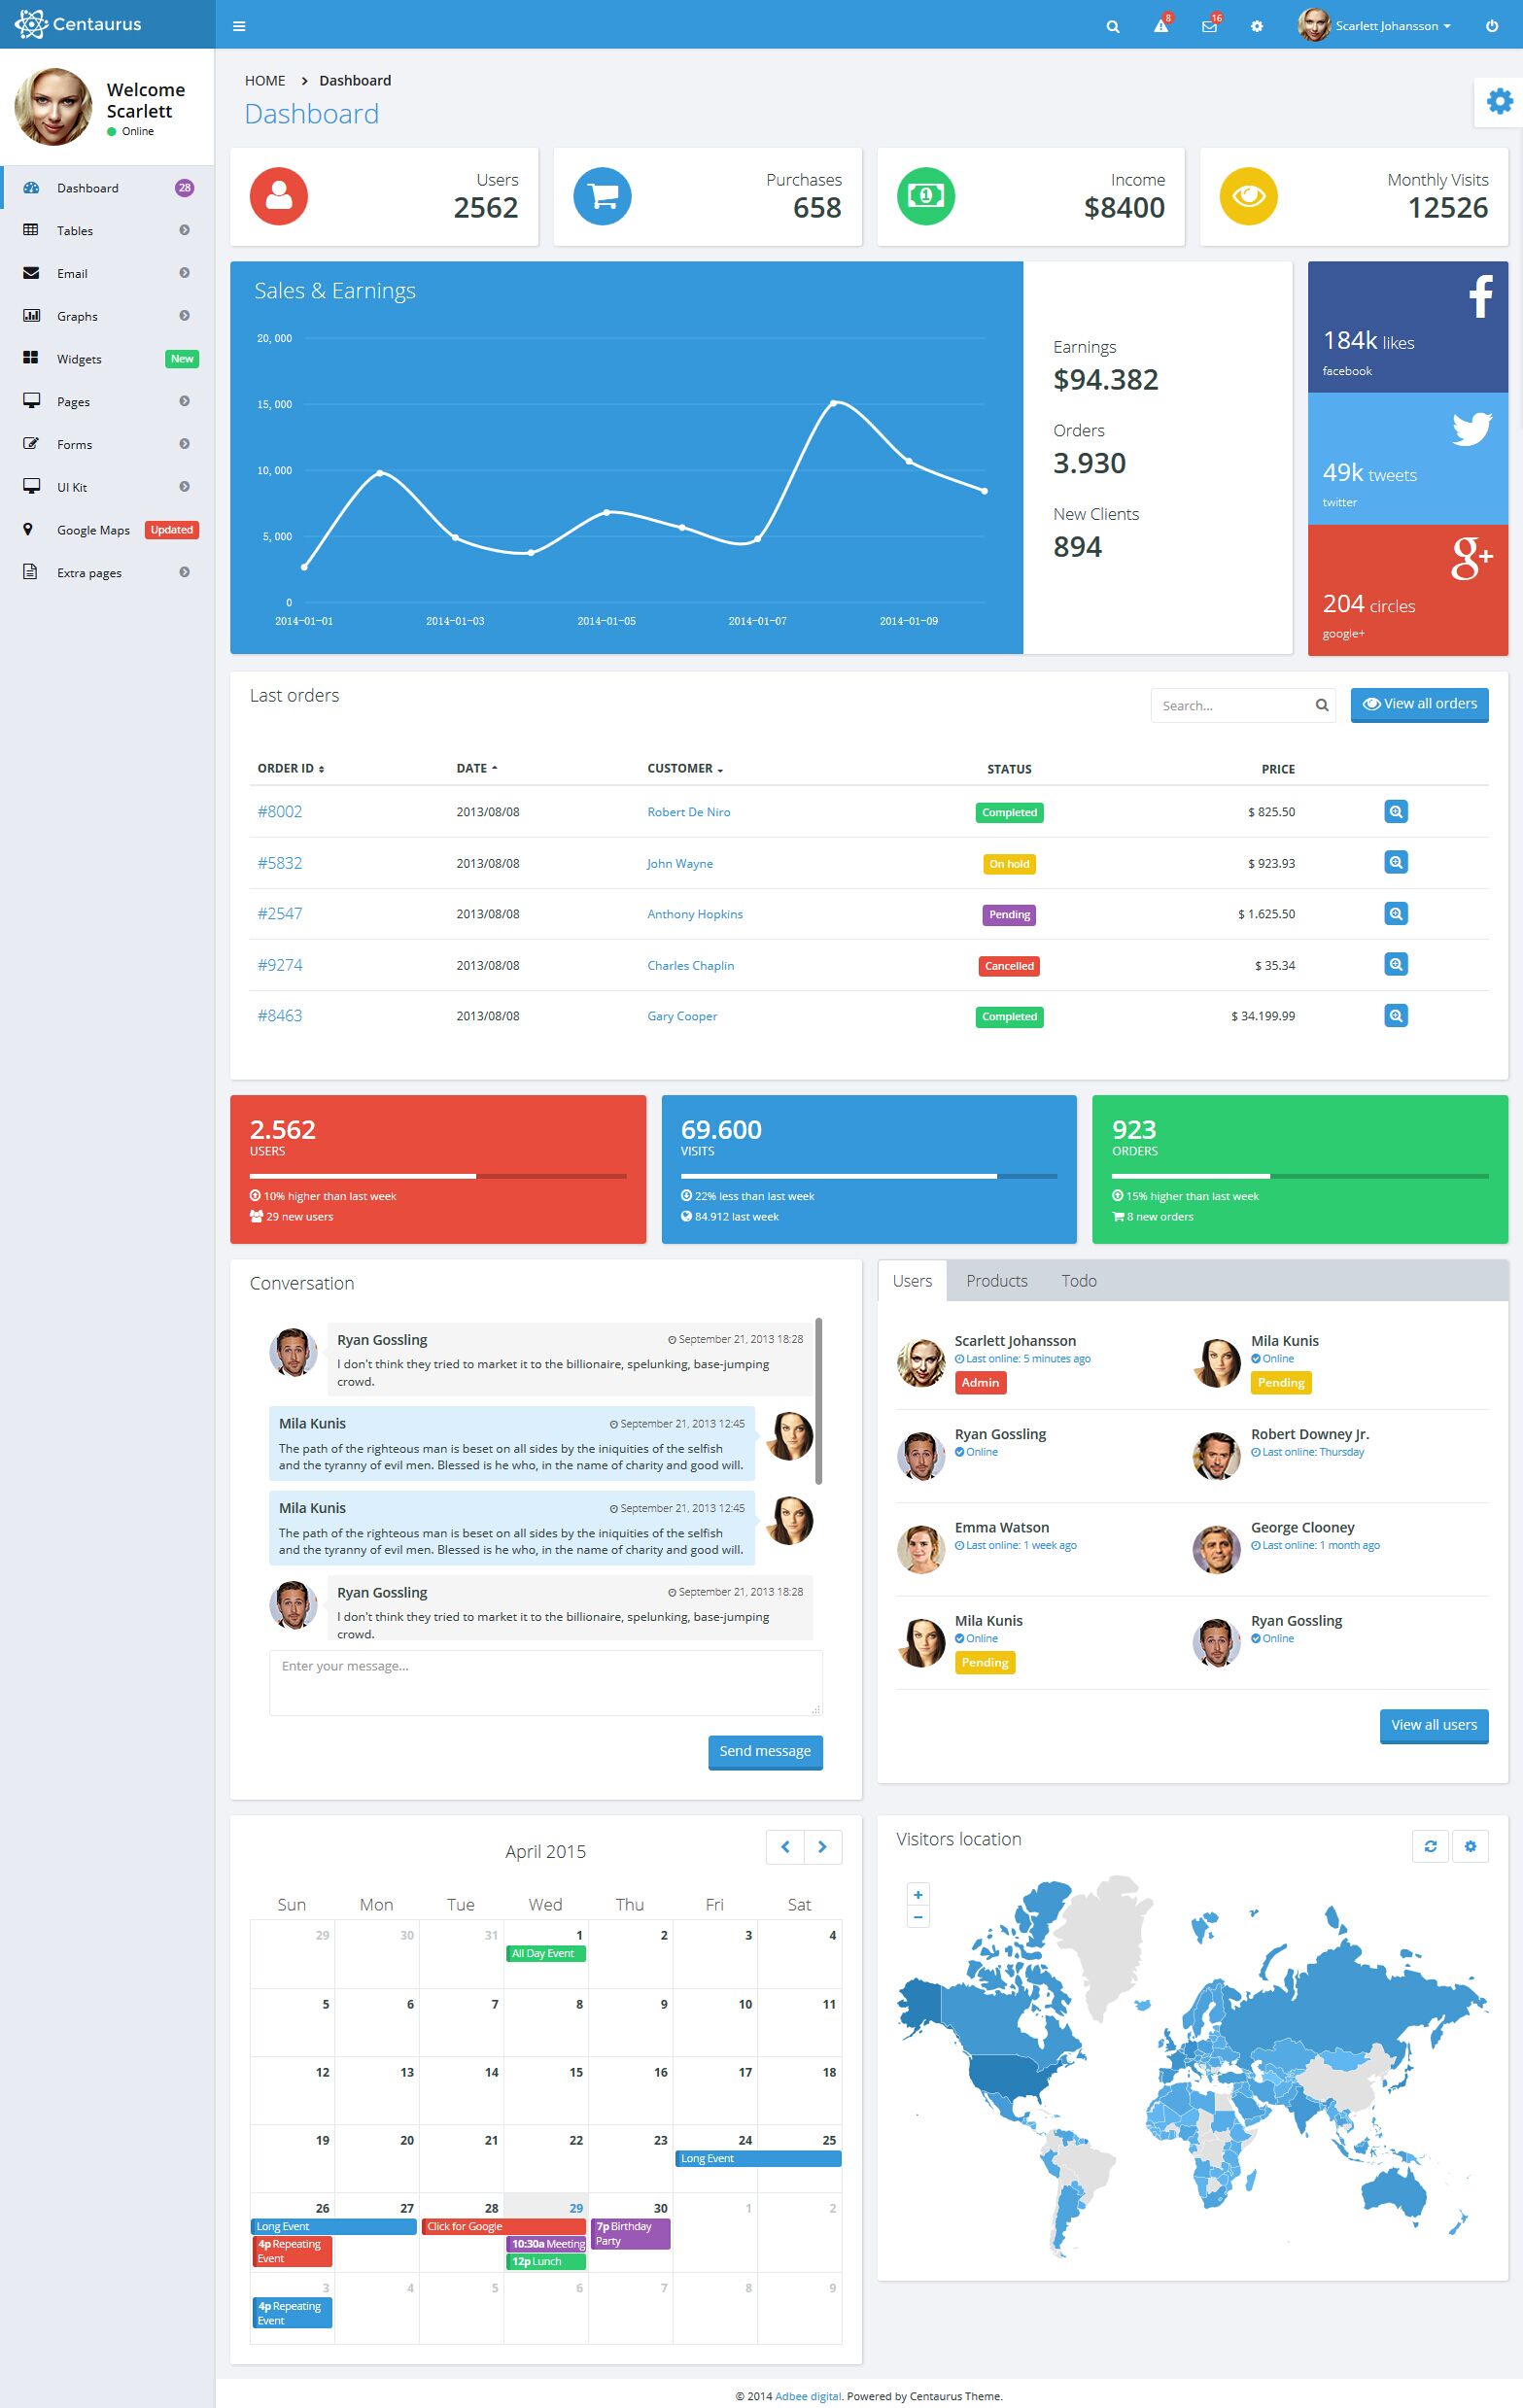 Centaurus
8
16
Scarlett Johansson
Welcome
Scarlett
Online
Dashboard 28
Tables
Email
Graphs
Widgets New
Pages
Forms
UI Kit
Google Maps Updated
Extra pages
HOME > Dashboard
Dashboard
Users
2562
Purchases
658
Income
$8400
Monthly Visits
12526
Sales & Earnings
20, 000
15, 000
10, 000
5, 000
0
2014-01-01 2014-01-03 2014-01-05 2014-01-07 2014-01-09
Earnings
$94.382
Orders
3.930
New Clients
894
184k likes
facebook
49k tweets
twitter
g+
204 circles
google+
Last orders
Search...
View all orders
ORDER ID DATE CUSTOMER STATUS PRICE
#8002 2013/08/08 Robert De Niro Completed $ 825.50
#5832 2013/08/08 John Wayne On hold $ 923.93
#2547 2013/08/08 Anthony Hopkins Pending $ 1.625.50
#9274 2013/08/08 Charles Chaplin Cancelled $ 35.34
#8463 2013/08/08 Gary Cooper Completed $ 34.199.99
2.562
USERS
10% higher than last week
29 new users
69.600
VISITS
22% less than last week
84.912 last week
923
ORDERS
15% higher than last week
8 new orders
Conversation
Ryan Gossling September 21, 2013 18:28
I don't think they tried to market it to the billionaire, spelunking, base-jumping
crowd.
Mila Kunis September 21, 2013 12:45
The path of the righteous man is beset on all sides by the iniquities of the selfish
and the tyranny of evil men. Blessed is he who, in the name of charity and good will.
Mila Kunis September 21, 2013 12:45
The path of the righteous man is beset on all sides by the iniquities of the selfish
and the tyranny of evil men. Blessed is he who, in the name of charity and good will.
Ryan Gossling September 21, 2013 18:28
I don't think they tried to market it to the billionaire, spelunking, base-jumping
crowd.
Enter your message...
Send message
Users Products Todo
Scarlett Johansson
Last online: 5 minutes ago
Admin
Mila Kunis
Online
Pending
Ryan Gossling
Online
Robert Downey Jr.
Last online: Thursday
Emma Watson
Last online: 1 week ago
George Clooney
Last online: 1 month ago
Mila Kunis
Online
Pending
Ryan Gossling
Online
View all users
April 2015
Sun Mon Tue Wed Thu Fri Sat
29 30 31 1 2 3 4
All Day Event
5 6 7 8 9 10 11
12 13 14 15 16 17 18
19 20 21 22 23 24 25
Long Event
26 27 28 29 30 1 2
Long Event Click for Google 7p Birthday
Party
4p Repeating
Event
10:30a Meeting
12p Lunch
3 4 5 6 7 8 9
4p Repeating
Event
Visitors location
+
−
© 2014 Adbee digital. Powered by Centaurus Theme.